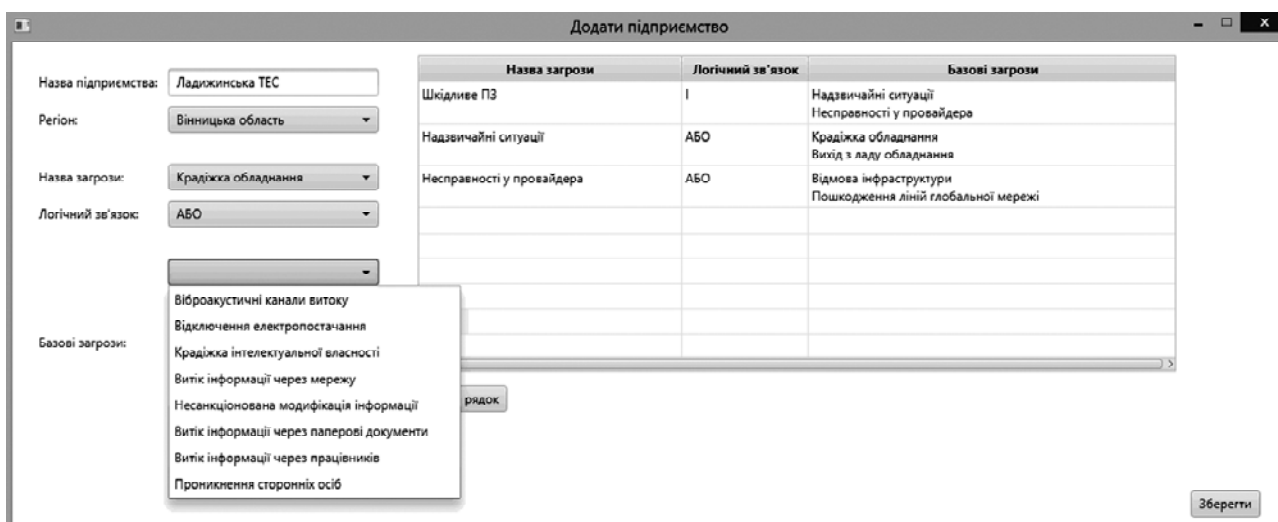 Додати підприємство
Назва підприємства: Ладижинська ТЕС
Регіон: Вінницька область
Назва загрози: Крадіжка обладнання
Логічний зв'язок: АБО
Базові загрози:
Віброакустичні канали витоку
Відключення електропостачання
Крадіжка інтелектуальної власності
Витік інформації через мережу
Несанкціонована модифікація інформації
Витік інформації через паперові документи
Витік інформації через працівників
Проникнення сторонніх осіб
Назва загрози Логічний зв'язок Базові загрози
Шкідливе ПЗ І Надзвичайні ситуації
Несправності у провайдера
Надзвичайні ситуації АБО Крадіжка обладнання
Вихід з ладу обладнання
Несправності у провайдера АБО Відмова інфраструктури
Пошкодження ліній глобальної мережі
рядок
Зберегти